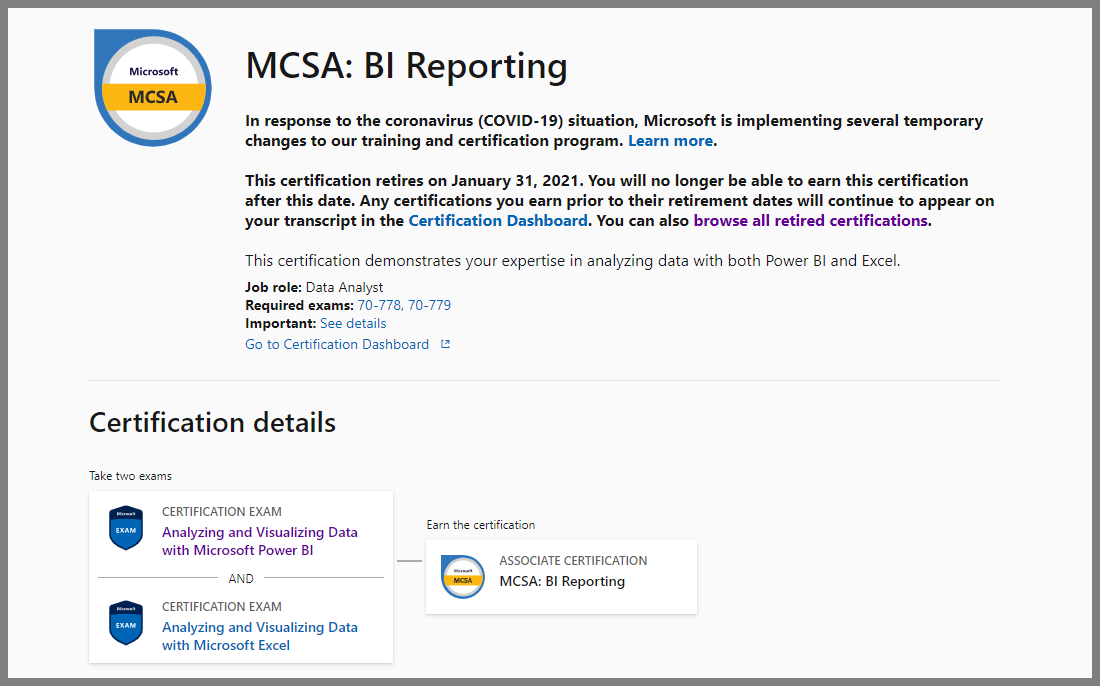 Microsoft
MCSA
MCSA: BI Reporting
In response to the coronavirus (COVID-19) situation, Microsoft is implementing several temporary
changes to our training and certification program. Learn more.
This certification retires on January 31, 2021. You will no longer be able to earn this certification
after this date. Any certifications you earn prior to their retirement dates will continue to appear on
your transcript in the Certification Dashboard. You can also browse all retired certifications.
This certification demonstrates your expertise in analyzing data with both Power BI and Excel.
Job role: Data Analyst
Required exams: 70-778, 70-779
Important: See details
Go to Certification Dashboard
Certification details
Take two exams
Microsoft
EXAM
CERTIFICATION EXAM
Analyzing and Visualizing Data
with Microsoft Power BI
AND
Microsoft
EXAM
CERTIFICATION EXAM
Analyzing and Visualizing Data
with Microsoft Excel
Earn the certification
Microsoft
MCSA
ASSOCIATE CERTIFICATION
MCSA: BI Reporting